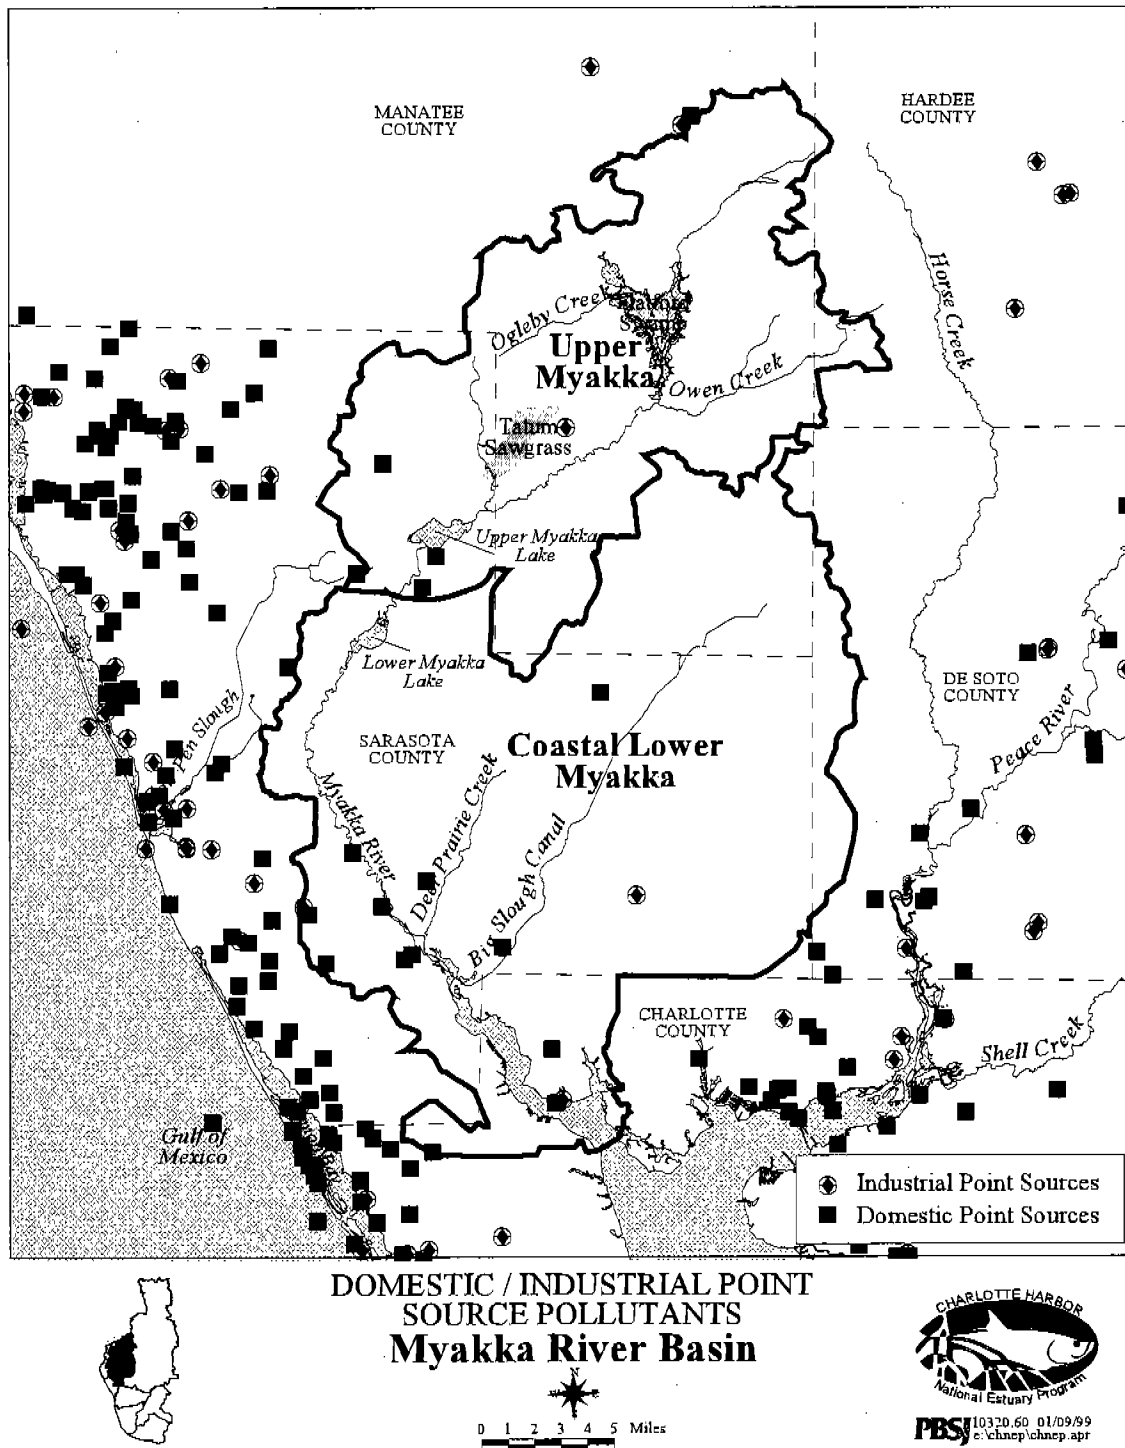 MANATEE
COUNTY
HARDEE
COUNTY
Horse Creek
Ogleby Creek
Flatford
Swamp
Upper
Myakka
Owen Creek
Tatum
Sawgrass
Upper Myakka
Lake
Lower Myakka
Lake
DE SOTO
COUNTY
Pen Slough
Peace River
SARASOTA
COUNTY
Coastal Lower
Myakka
Myakka River
Deer Prairie Creek
Big Slough Canal
CHARLOTTE
COUNTY
Shell Creek
Gulf of
Mexico
Industrial Point Sources
Domestic Point Sources
DOMESTIC / INDUSTRIAL POINT
SOURCE POLLUTANTS
Myakka River Basin
N
W E
S
0 1 2 3 4 5 Miles
CHARLOTTE HARBOR
National Estuary Program
PBSJ 10320.60 01/09/99
e:\chnep\chnep.apr